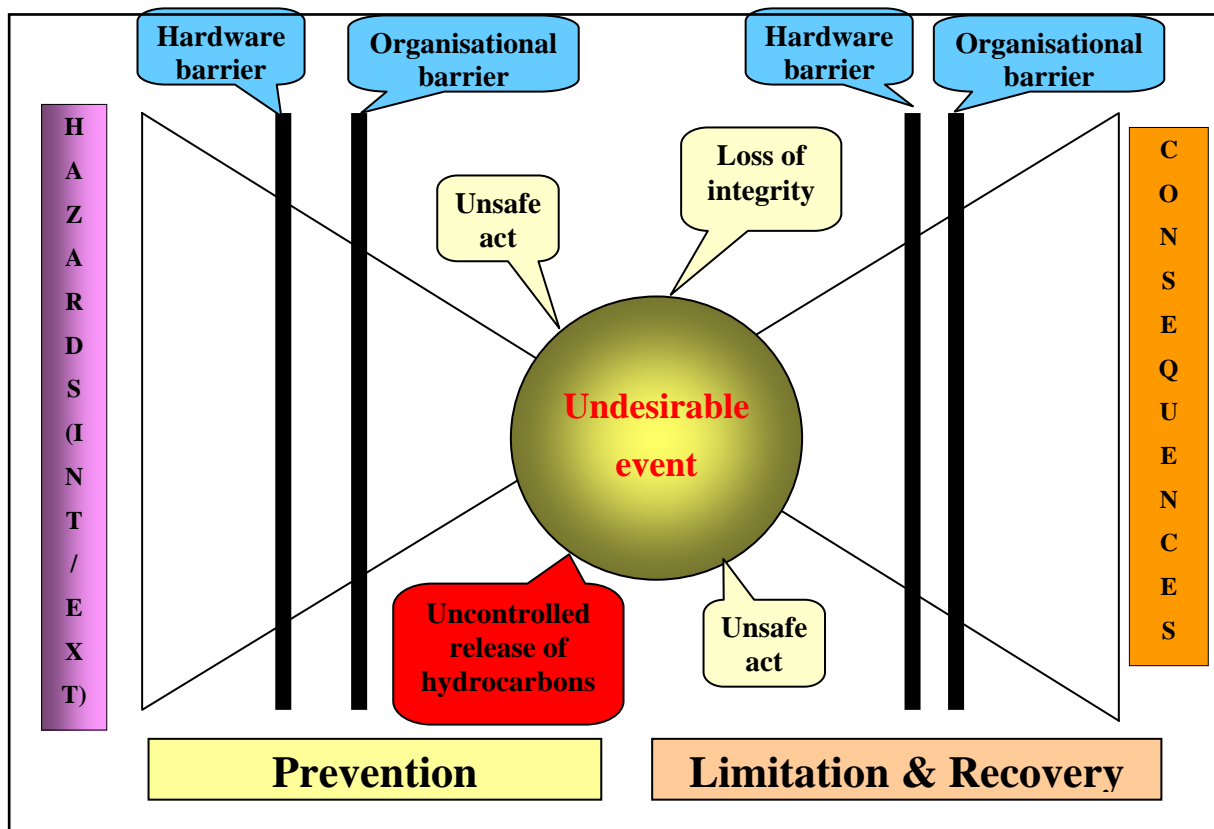 Hardware
barrier
Organisational
barrier
Hardware
barrier
Organisational
barrier
H
A
Z
A
R
D
S
(I
N
T
/
E
X
T)
Unsafe
act
Loss of
integrity
Undesirable
event
Uncontrolled
release of
hydrocarbons
Unsafe
act
C
O
N
S
E
Q
U
E
N
C
E
S
Prevention
Limitation & Recovery